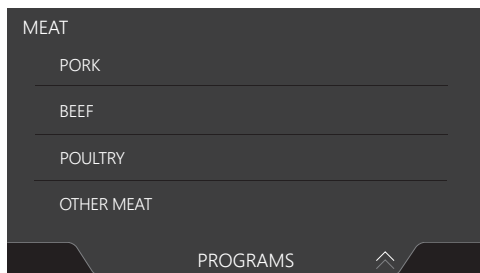 MEAT
PORK
BEEF
POULTRY
OTHER MEAT
PROGRAMS